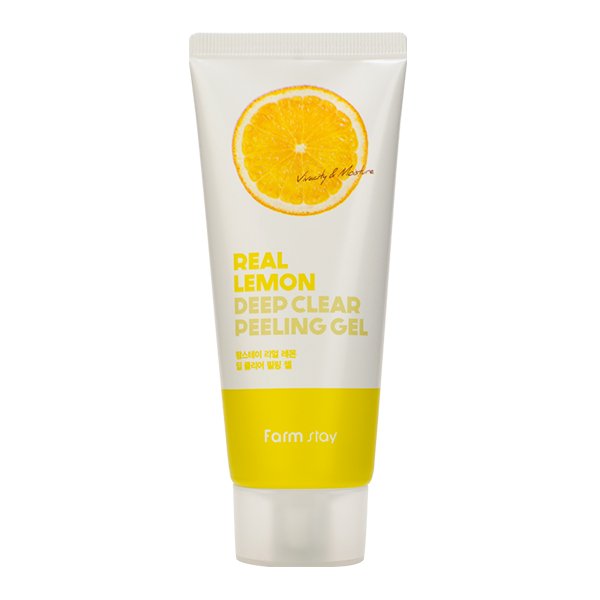 Vivacity & Moisture
REAL
LEMON
DEEP CLEAR
PEELING GEL
팜스테이 리얼 레몬
딥 클리어 필링 젤
Farm stay